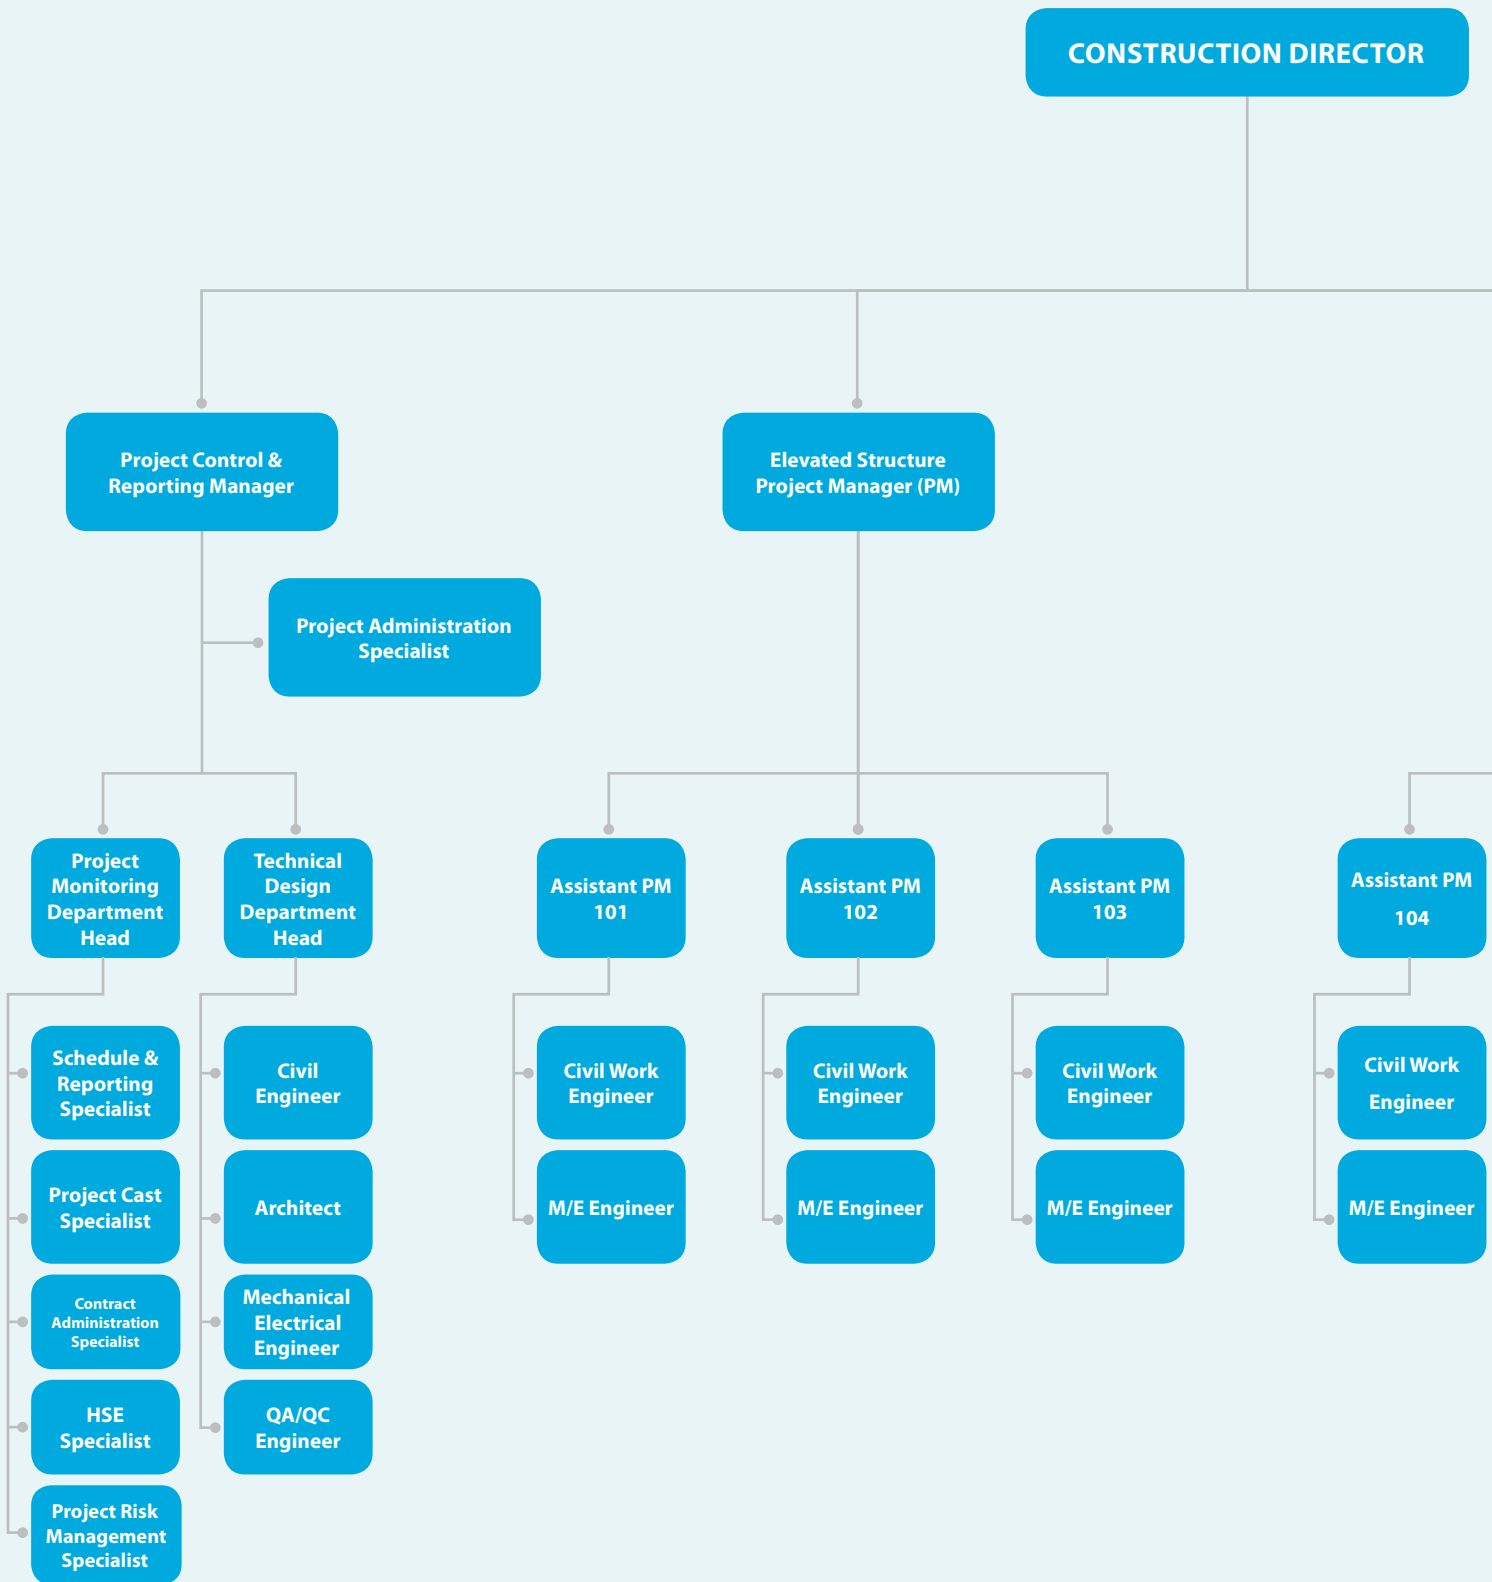 CONSTRUCTION DIRECTOR
Project Control &
Reporting Manager
Elevated Structure
Project Manager (PM)
Project Administration
Specialist
Project
Monitoring
Department
Head
Technical
Design
Department
Head
Assistant PM
101
Assistant PM
102
Assistant PM
103
Assistant PM
104
Schedule &
Reporting
Specialist
Civil
Engineer
Civil Work
Engineer
Civil Work
Engineer
Civil Work
Engineer
Civil Work
Engineer
Project Cast
Specialist
Architect
M/E Engineer
M/E Engineer
M/E Engineer
M/E Engineer
Contract
Administration
Specialist
Mechanical
Electrical
Engineer
HSE
Specialist
QA/QC
Engineer
Project Risk
Management
Specialist